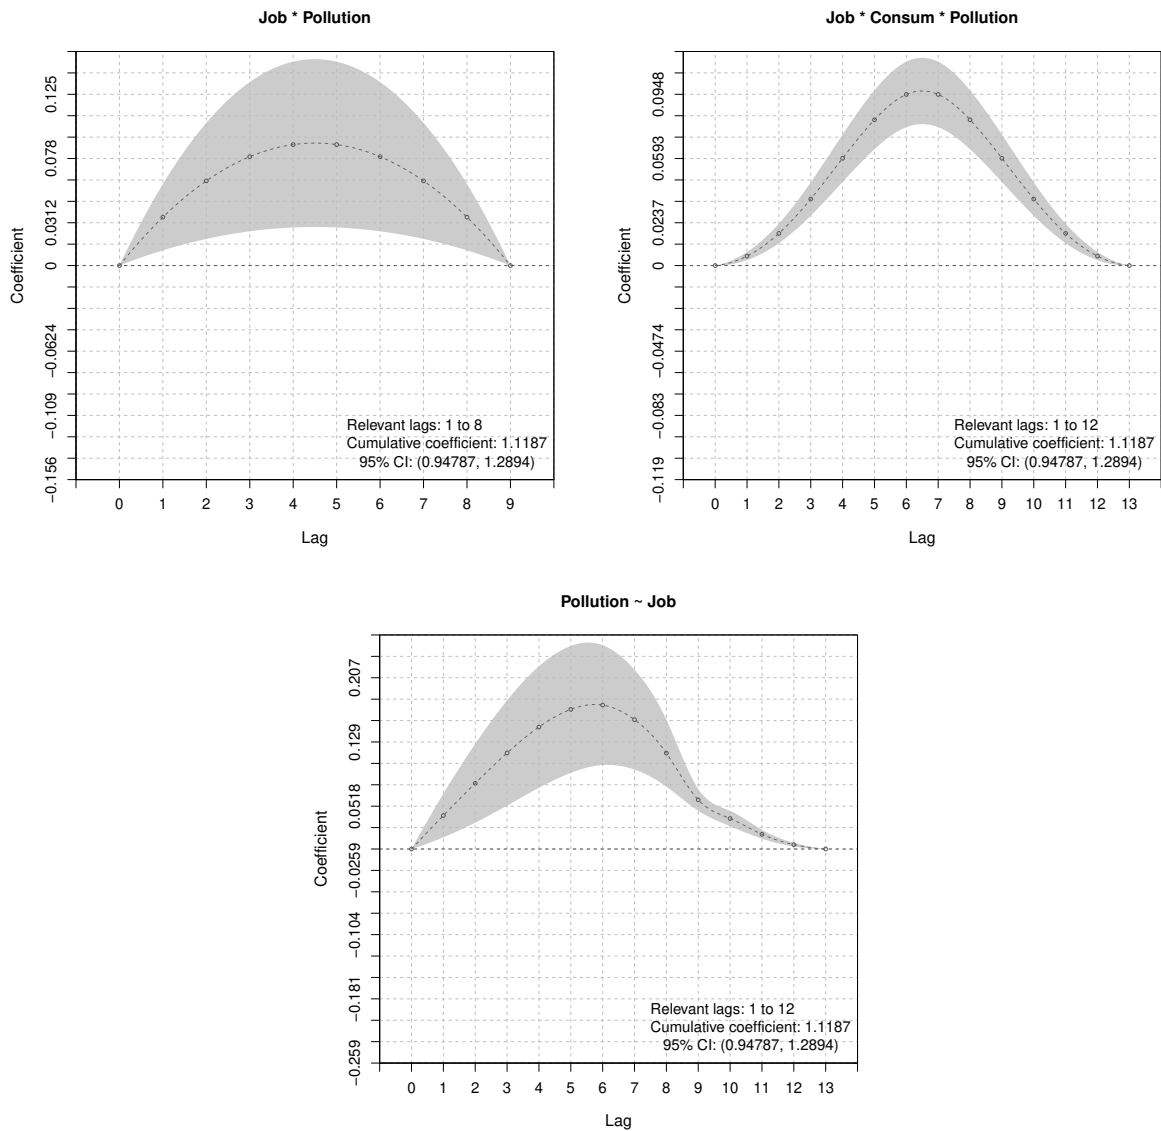 Job * Pollution
Coefficient
0.125
0.078
0.0312
0
−0.0624
−0.109
−0.156
Relevant lags: 1 to 8
Cumulative coefficient: 1.1187
95% CI: (0.94787, 1.2894)
0 1 2 3 4 5 6 7 8 9
Lag
Job * Consum * Pollution
Coefficient
0.0948
0.0593
0.0237
0
−0.0474
−0.083
−0.119
Relevant lags: 1 to 12
Cumulative coefficient: 1.1187
95% CI: (0.94787, 1.2894)
0 1 2 3 4 5 6 7 8 9 10 11 12 13
Lag
Pollution ~ Job
Coefficient
0.207
0.129
0.0518
−0.0259
−0.104
−0.181
−0.259
Relevant lags: 1 to 12
Cumulative coefficient: 1.1187
95% CI: (0.94787, 1.2894)
0 1 2 3 4 5 6 7 8 9 10 11 12 13
Lag